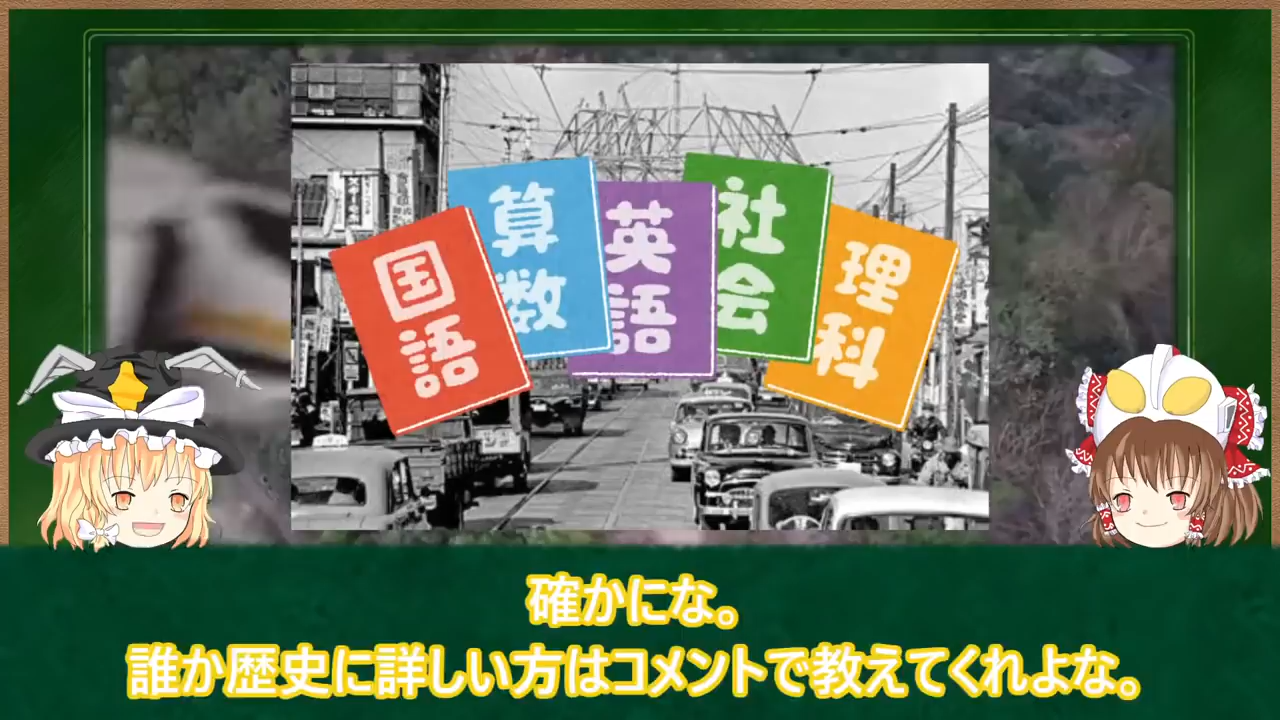 国語
算数
英語
社会
理科
確かにな。
誰か歴史に詳しい方はコメントで教えてくれよな。